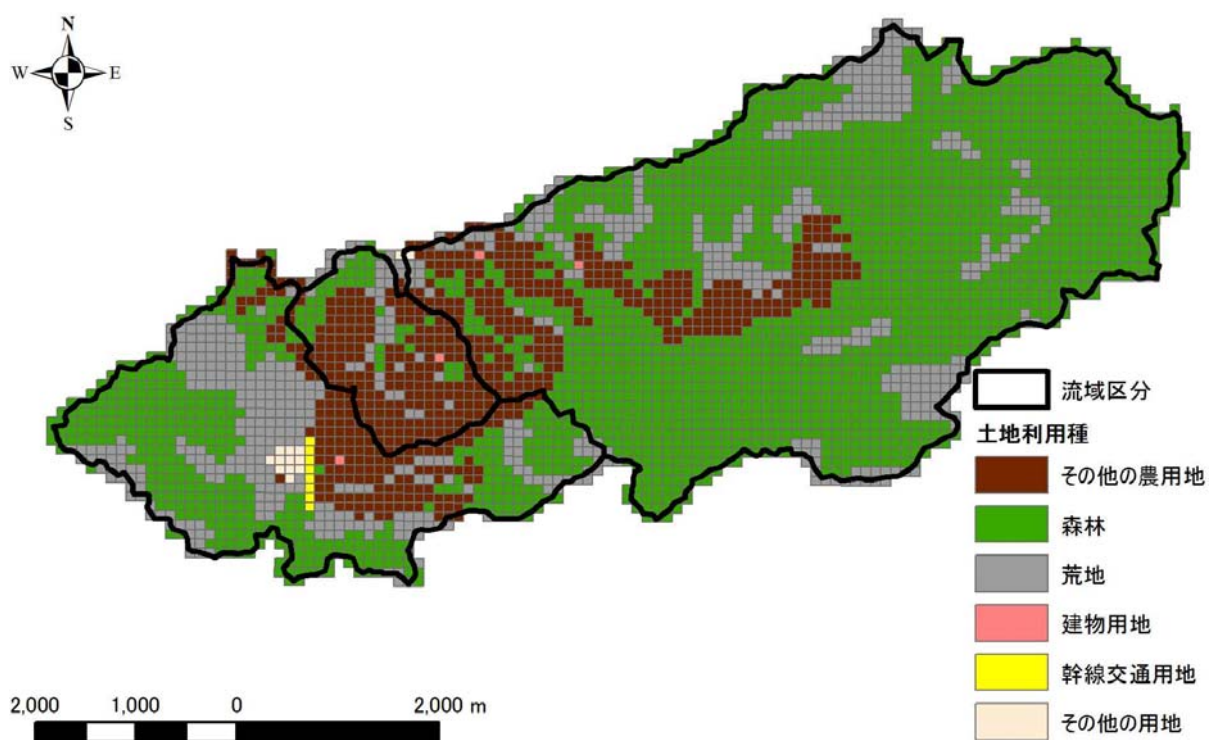 N
W E
S
流域区分
土地利用種
その他の農用地
森林
荒地
建物用地
幹線交通用地
その他の用地
2,000 1,000 0 2,000 m